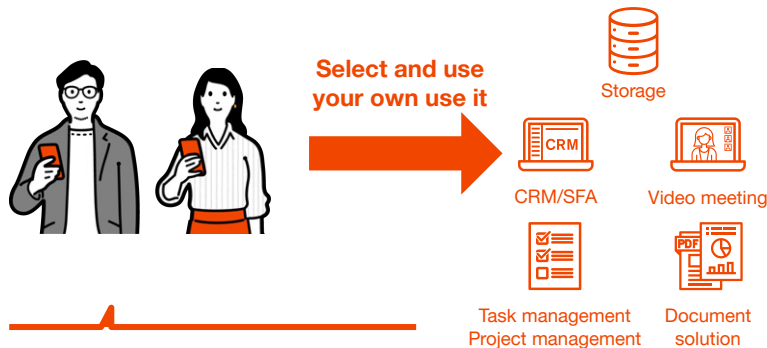 Storage
Select and use
your own use it
CRM
CRM/SFA
Video meeting
PDF
Task management
Project management
Document
solution